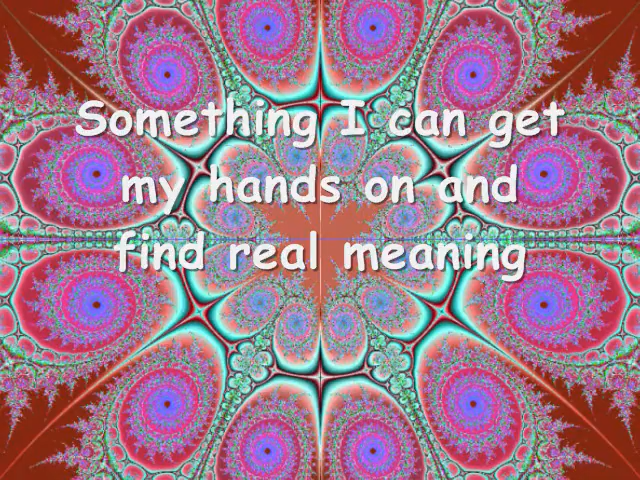 Something I can get
my hands on and
find real meaning